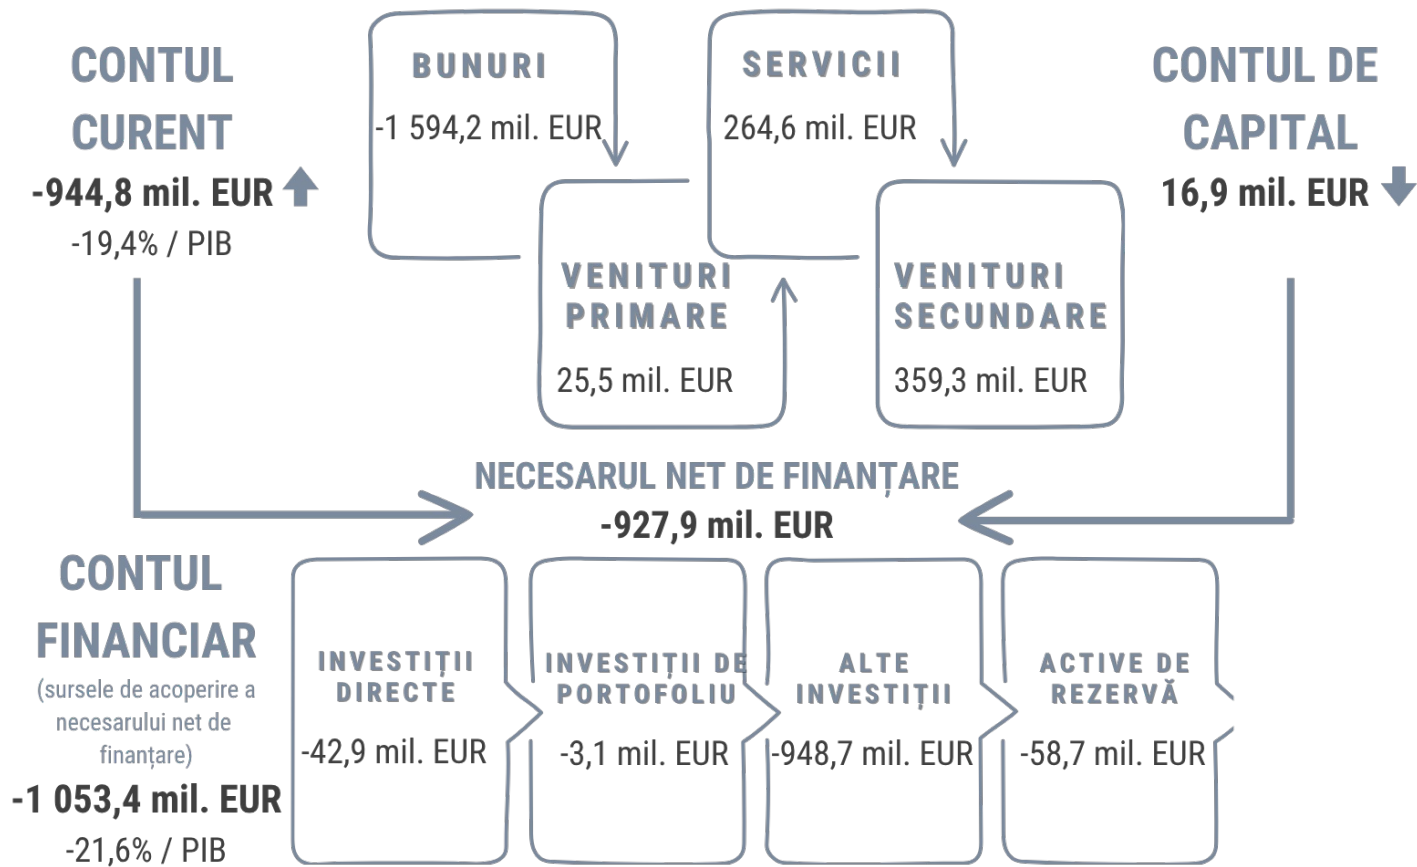 CONTUL
CURENT
-944,8 mil. EUR
-19,4% / PIB
BUNURI
-1 594,2 mil. EUR
SERVICII
264,6 mil. EUR
CONTUL DE
CAPITAL
16,9 mil. EUR
VENITURI
PRIMARE
25,5 mil. EUR
VENITURI
SECUNDARE
359,3 mil. EUR
NECESARUL NET DE FINANȚARE
-927,9 mil. EUR
CONTUL
FINANCIAR
(sursele de acoperire a
necesarului net de
finanțare)
-1 053,4 mil. EUR
-21,6% / PIB
INVESTIȚII
DIRECTE
-42,9 mil. EUR
INVESTIȚII DE
PORTOFOLIU
-3,1 mil. EUR
ALTE
INVESTIȚII
-948,7 mil. EUR
ACTIVE DE
REZERVĂ
-58,7 mil. EUR